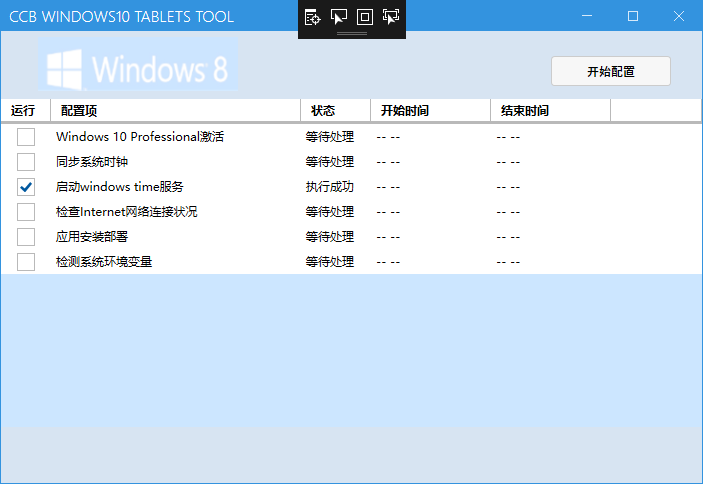 CCB WINDOWS10 TABLETS TOOL
Windows 8
开始配置
运行 配置项 状态 开始时间 结束时间
Windows 10 Professional激活 等待处理 -- -- -- --
同步系统时钟 等待处理 -- -- -- --
启动windows time服务 执行成功 -- -- -- --
检查Internet网络连接状况 等待处理 -- -- -- --
应用安装部署 等待处理 -- -- -- --
检测系统环境变量 等待处理 -- -- -- --